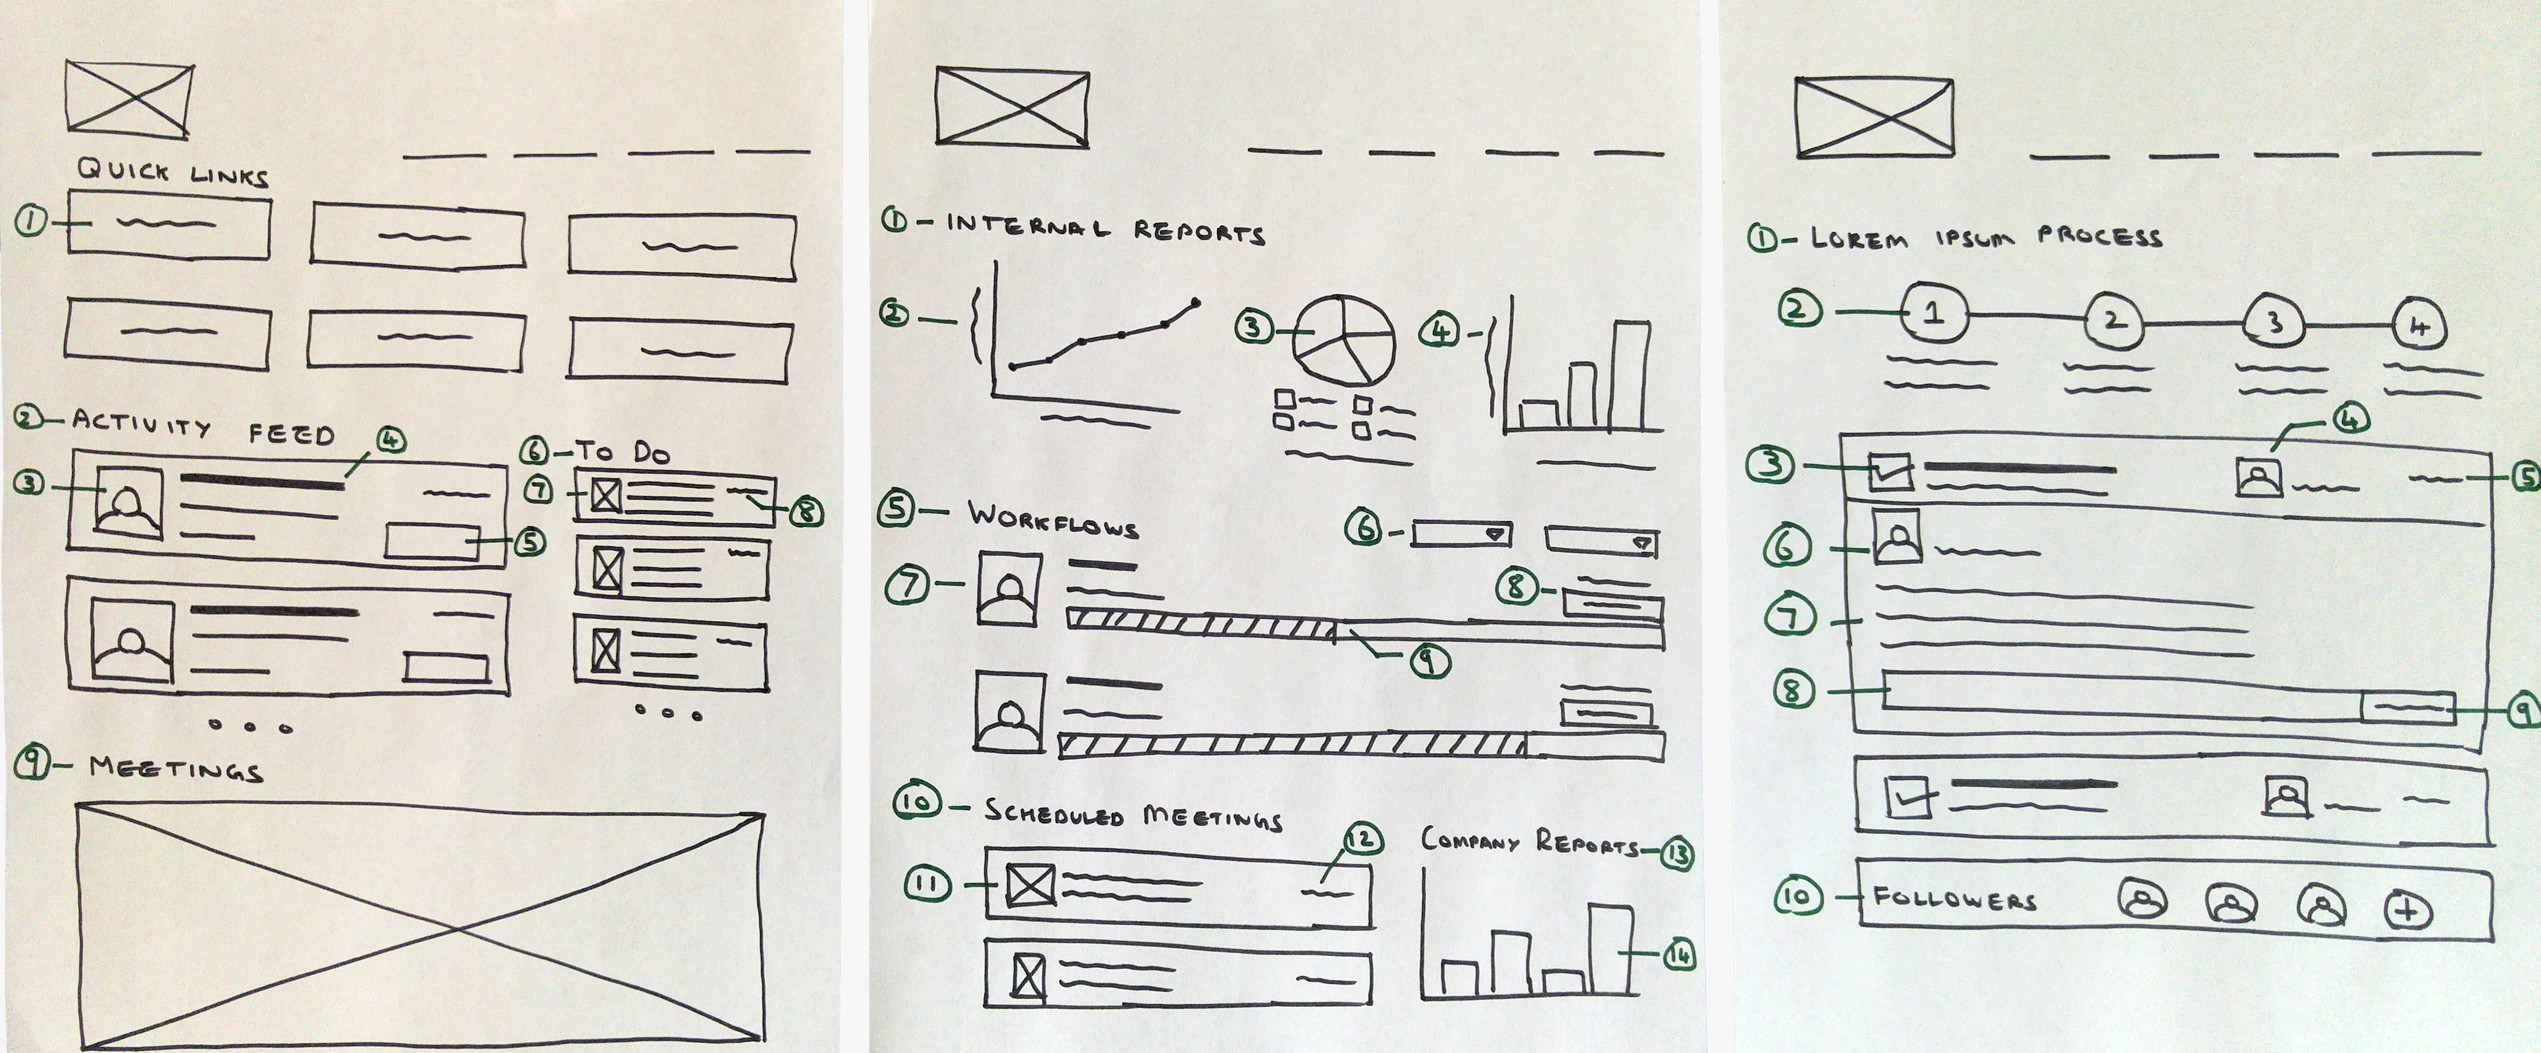 QUICK LINKS
1
2 ACTIVITY FEED
4
3
5
6 TO DO
7
8
9 MEETINGS
1 INTERNAL REPORTS
2
3
4
5 WORKFLOWS
6
7
8
9
10 SCHEDULED MEETINGS
11
12
COMPANY REPORTS 13
14
1 LOREM IPSUM PROCESS
2
1 2 3 4
3
4
5
6
7
8
9
10 FOLLOWERS